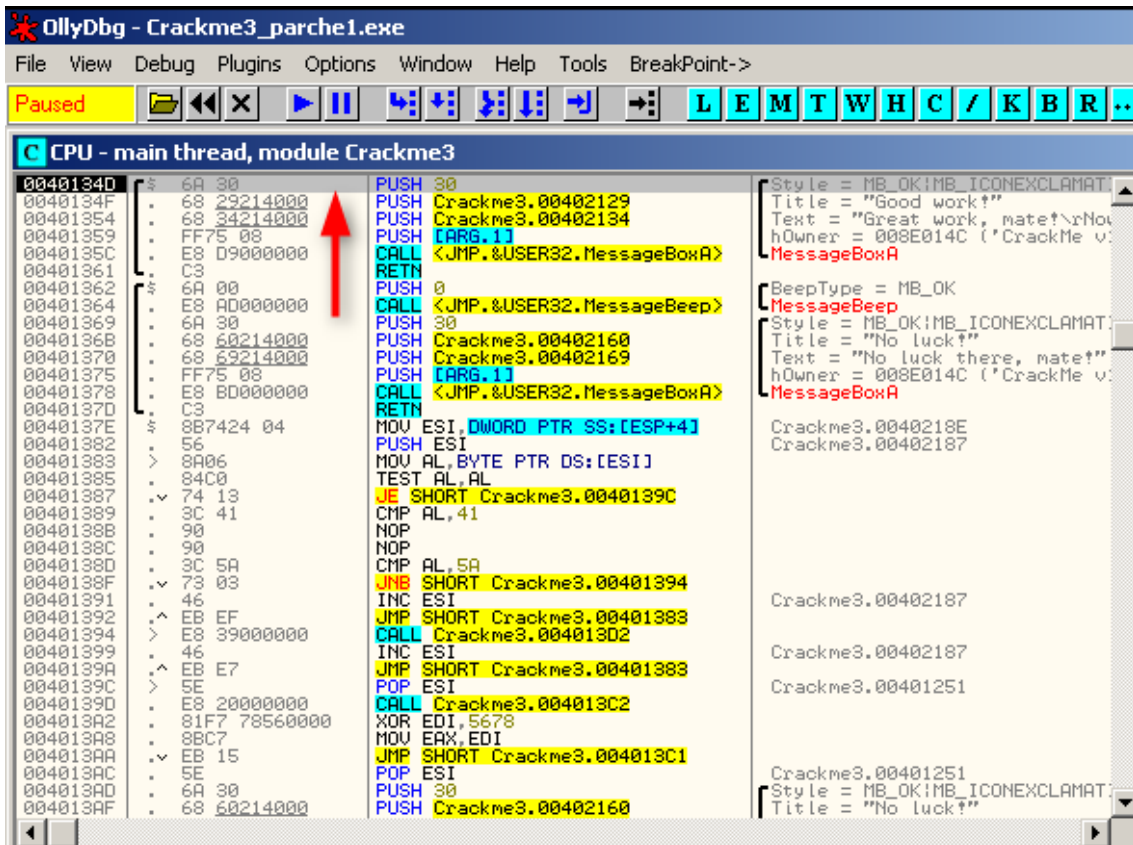 OllyDbg - Crackme3_parche1.exe
File View Debug Plugins Options Window Help Tools BreakPoint->
Paused L E M T W H C / K B R ..
C CPU - main thread, module Crackme3
0040134D $ 6A 30 PUSH 30 Style = MB_OK|MB_ICONEXCLAMAT
0040134F . 68 29214000 PUSH Crackme3.00402129 Title = "Good work!"
00401354 . 68 34214000 PUSH Crackme3.00402134 Text = "Great work, mate!\rNow
00401359 . FF75 08 PUSH [ARG.1] hOwner = 008E014C ('CrackMe v
0040135C . E8 D9000000 CALL <JMP.&USER32.MessageBoxA> MessageBoxA
00401361 . C3 RETN
00401362 $ 6A 00 PUSH 0 BeepType = MB_OK
00401364 . E8 AD000000 CALL <JMP.&USER32.MessageBeep> MessageBeep
00401369 . 6A 30 PUSH 30 Style = MB_OK|MB_ICONEXCLAMAT
0040136B . 68 60214000 PUSH Crackme3.00402160 Title = "No luck!"
00401370 . 68 69214000 PUSH Crackme3.00402169 Text = "No luck there, mate!"
00401375 . FF75 08 PUSH [ARG.1] hOwner = 008E014C ('CrackMe v
00401378 . E8 BD000000 CALL <JMP.&USER32.MessageBoxA> MessageBoxA
0040137D . C3 RETN
0040137E $ 8B7424 04 MOV ESI,DWORD PTR SS:[ESP+4] Crackme3.0040218E
00401382 . 56 PUSH ESI Crackme3.00402187
00401383 > 8A06 MOV AL,BYTE PTR DS:[ESI]
00401385 . 84C0 TEST AL,AL
00401387 .v 74 13 JE SHORT Crackme3.0040139C
00401389 . 3C 41 CMP AL,41
0040138B . 90 NOP
0040138C . 90 NOP
0040138D . 3C 5A CMP AL,5A
0040138F .v 73 03 JNB SHORT Crackme3.00401394
00401391 . 46 INC ESI Crackme3.00402187
00401392 .^ EB EF JMP SHORT Crackme3.00401383
00401394 > E8 39000000 CALL Crackme3.004013D2
00401399 . 46 INC ESI Crackme3.00402187
0040139A .^ EB E7 JMP SHORT Crackme3.00401383
0040139C > 5E POP ESI Crackme3.00401251
0040139D . E8 20000000 CALL Crackme3.004013C2
004013A2 . 81F7 78560000 XOR EDI,5678
004013A8 . 8BC7 MOV EAX,EDI
004013AA .v EB 15 JMP SHORT Crackme3.004013C1
004013AC . 5E POP ESI Crackme3.00401251
004013AD . 6A 30 PUSH 30 Style = MB_OK|MB_ICONEXCLAMAT
004013AF . 68 60214000 PUSH Crackme3.00402160 Title = "No luck!"